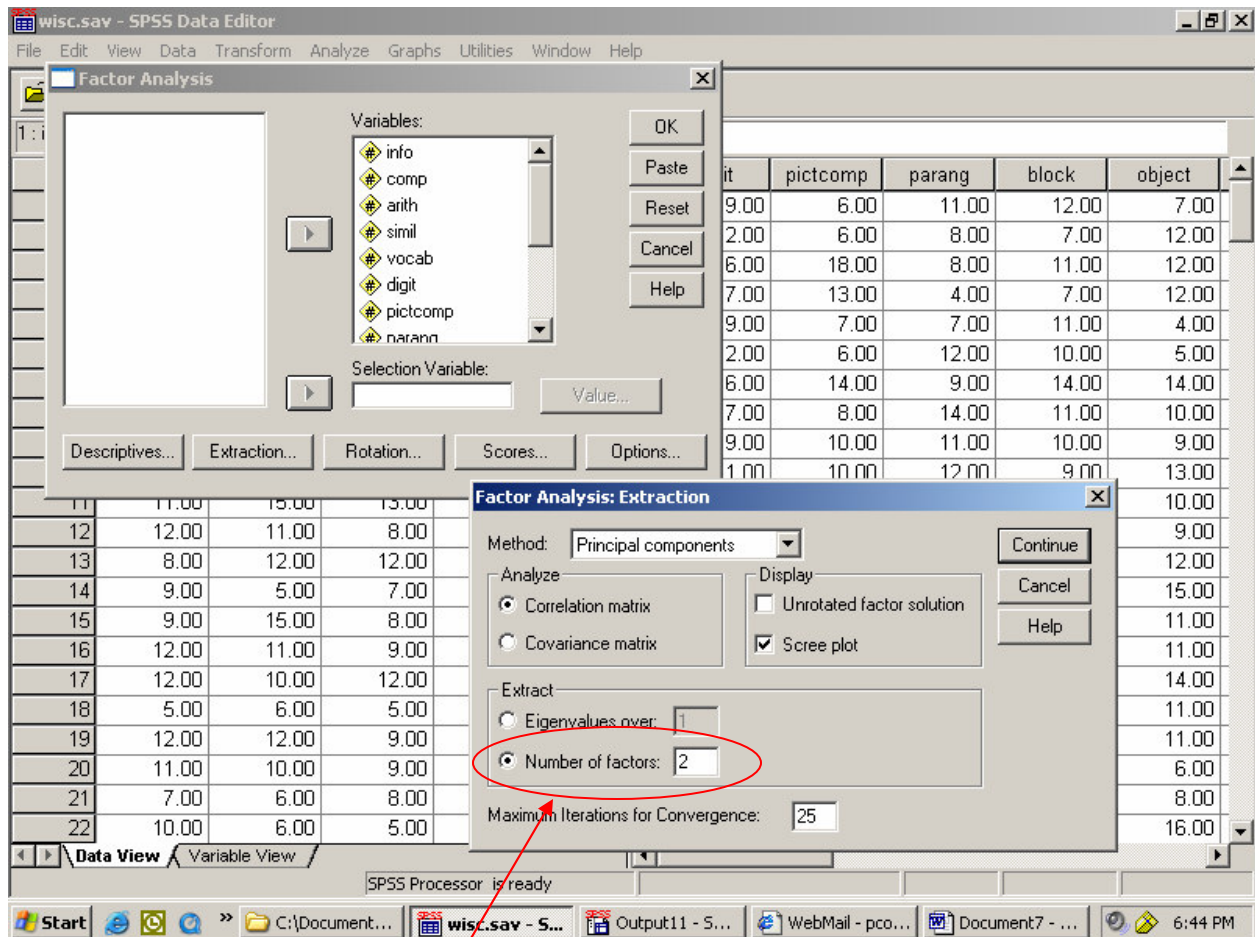 wisc.sav - SPSS Data Editor
File Edit View Data Transform Analyze Graphs Utilities Window Help
Factor Analysis
Variables:
info
comp
arith
simil
vocab
digit
pictcomp
parang
Selection Variable:
Value...
OK
Paste
Reset
Cancel
Help
Descriptives... Extraction... Rotation... Scores... Options...
1 : i
it pictcomp parang block object
9.00 6.00 11.00 12.00 7.00
2.00 6.00 8.00 7.00 12.00
6.00 18.00 8.00 11.00 12.00
7.00 13.00 4.00 7.00 12.00
9.00 7.00 7.00 11.00 4.00
2.00 6.00 12.00 10.00 5.00
6.00 14.00 9.00 14.00 14.00
7.00 8.00 14.00 11.00 10.00
9.00 10.00 11.00 10.00 9.00
1.00 10.00 12.00 9.00 13.00
11 11.00 15.00 13.00 10.00
12 12.00 11.00 8.00 9.00
13 8.00 12.00 12.00 12.00
14 9.00 5.00 7.00 15.00
15 9.00 15.00 8.00 11.00
16 12.00 11.00 9.00 11.00
17 12.00 10.00 12.00 14.00
18 5.00 6.00 5.00 11.00
19 12.00 12.00 9.00 11.00
20 11.00 10.00 9.00 6.00
21 7.00 6.00 8.00 8.00
22 10.00 6.00 5.00 16.00
Factor Analysis: Extraction
Method: Principal components
Analyze
Correlation matrix
Covariance matrix
Display
Unrotated factor solution
Scree plot
Continue
Cancel
Help
Extract
Eigenvalues over: 1
Number of factors: 2
Maximum Iterations for Convergence: 25
Data View Variable View
SPSS Processor is ready
Start » C:\Document... wisc.sav - S... Output11 - S... WebMail - pco... Document7 - ... 6:44 PM